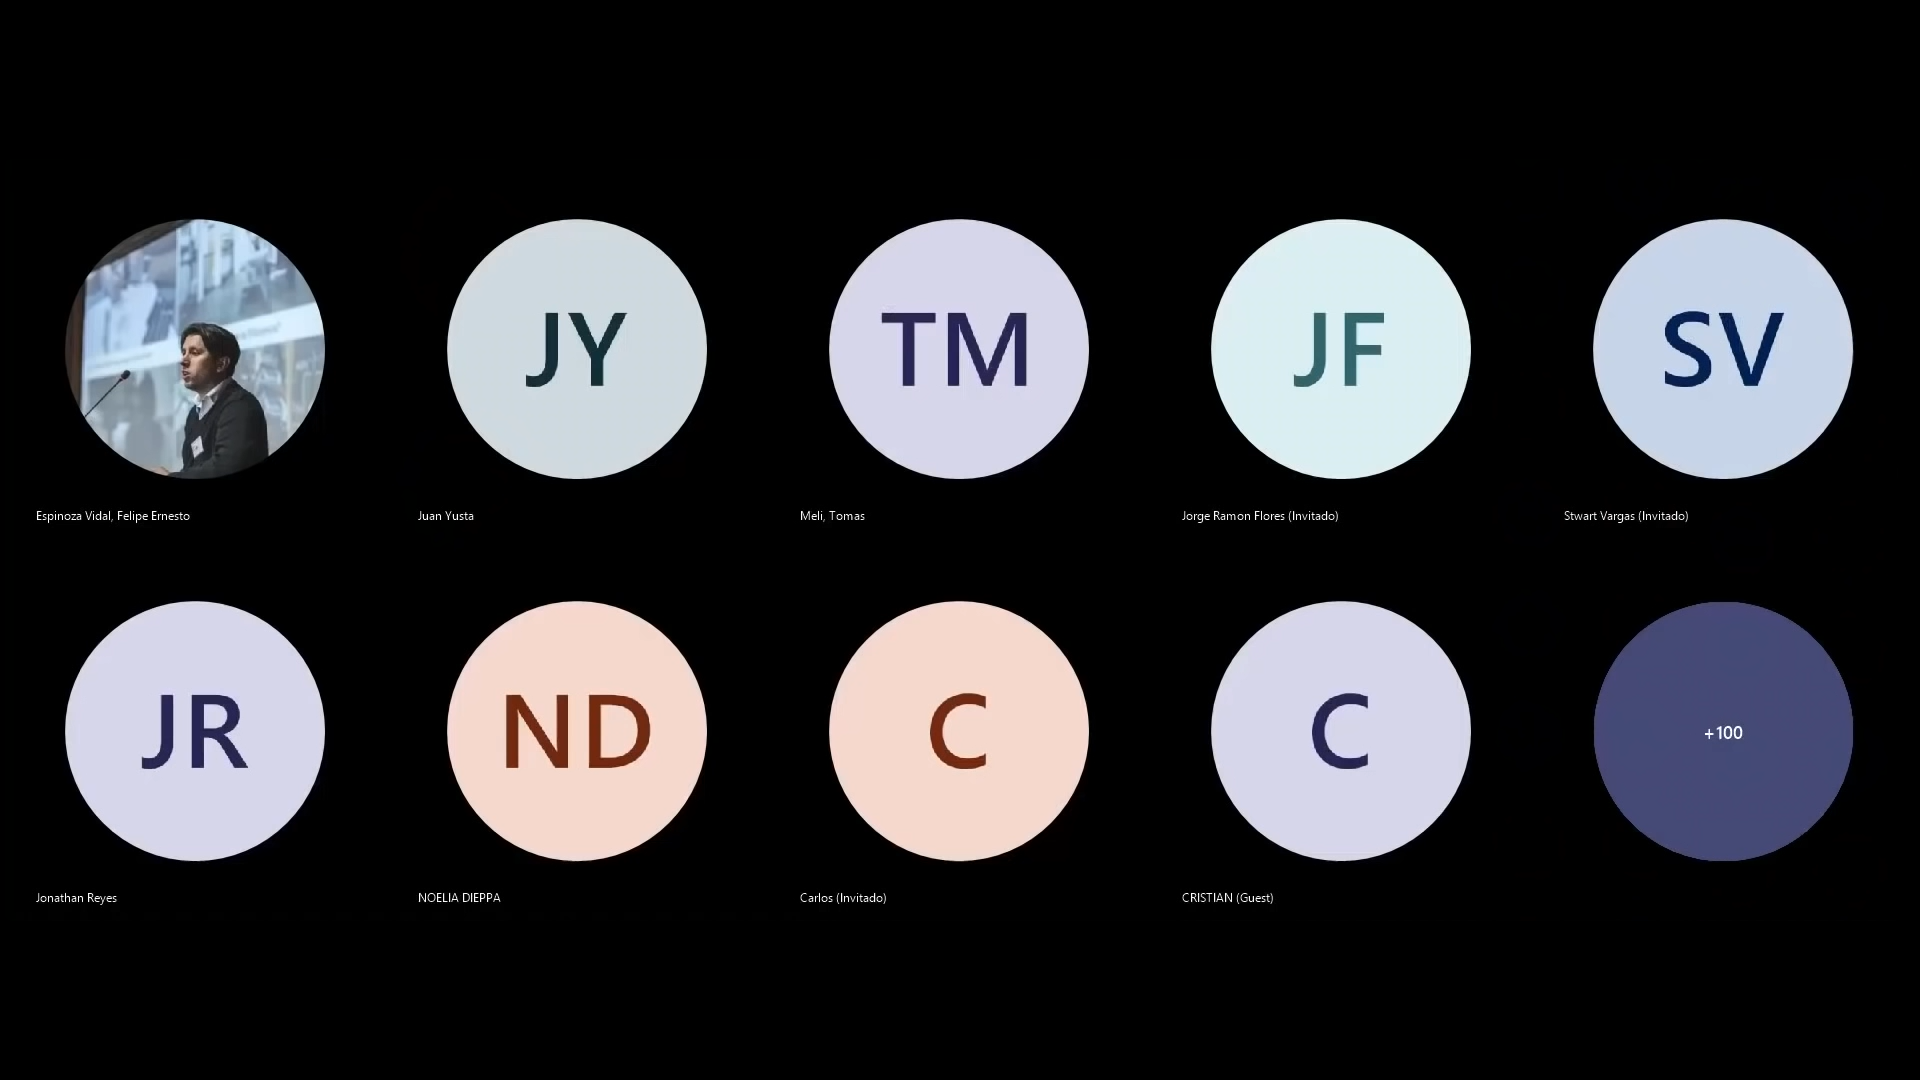 JY
TM
JF
SV
Espinoza Vidal, Felipe Ernesto
Juan Yusta
Meli, Tomas
Jorge Ramon Flores (Invitado)
Stwart Vargas (Invitado)
JR
ND
C
C
+100
Jonathan Reyes
NOELIA DIEPPA
Carlos (Invitado)
CRISTIAN (Guest)